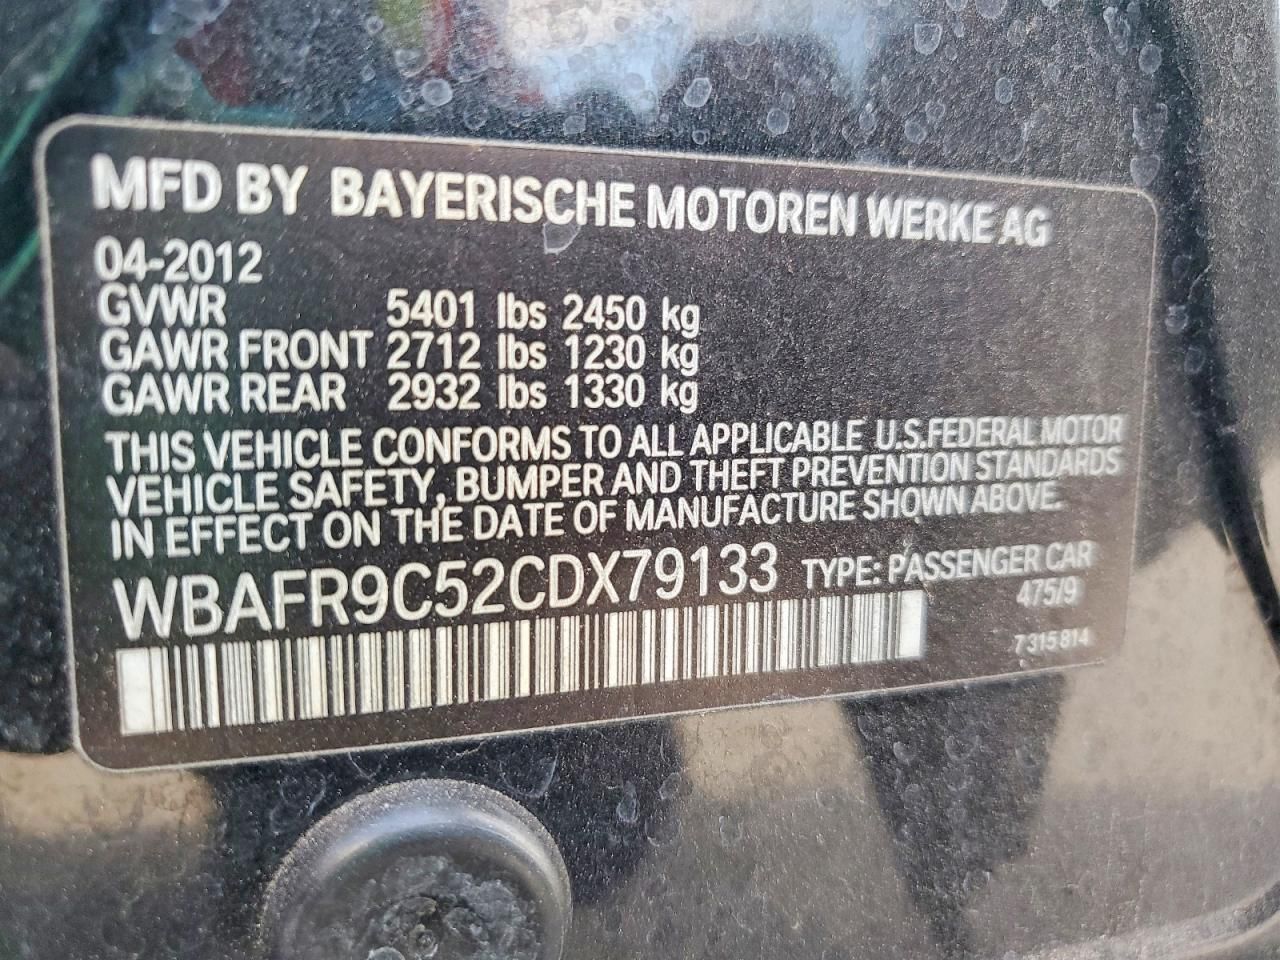 MFD BY BAYERISCHE MOTOREN WERKE AG
04-2012
GVWR 5401 lbs 2450 kg
GAWR FRONT 2712 lbs 1230 kg
GAWR REAR 2932 lbs 1330 kg
THIS VEHICLE CONFORMS TO ALL APPLICABLE U.S.FEDERAL MOTOR
VEHICLE SAFETY, BUMPER AND THEFT PREVENTION STANDARDS
IN EFFECT ON THE DATE OF MANUFACTURE SHOWN ABOVE.
WBAFR9C52CDX79133 TYPE: PASSENGER CAR
475/9
7 315 814